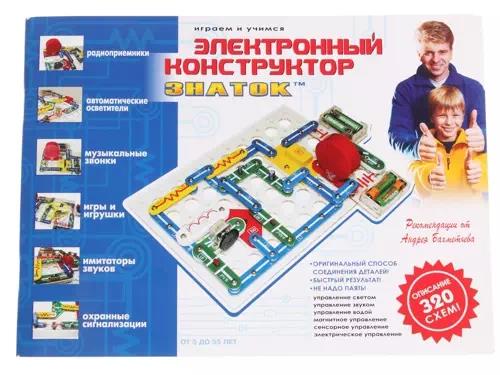 играем и учимся
ЭЛЕКТРОННЫЙ
КОНСТРУКТОР
ЗНАТОК™
радиоприемники
автоматические
осветители
музыкальные
звонки
игры и
игрушки
имитаторы
звуков
охранные
сигнализации
Рекомендации от
Андрея Бахметьева
• ОРИГИНАЛЬНЫЙ СПОСОБ
СОЕДИНЕНИЯ ДЕТАЛЕЙ!
• БЫСТРЫЙ РЕЗУЛЬТАТ!
• НЕ НАДО ПАЯТЬ!
управление светом
управление звуком
управление водой
магнитное управление
сенсорное управление
электрическое управление
ОПИСАНИЕ
320
СХЕМ!
ОТ 5 ДО 55 ЛЕТ